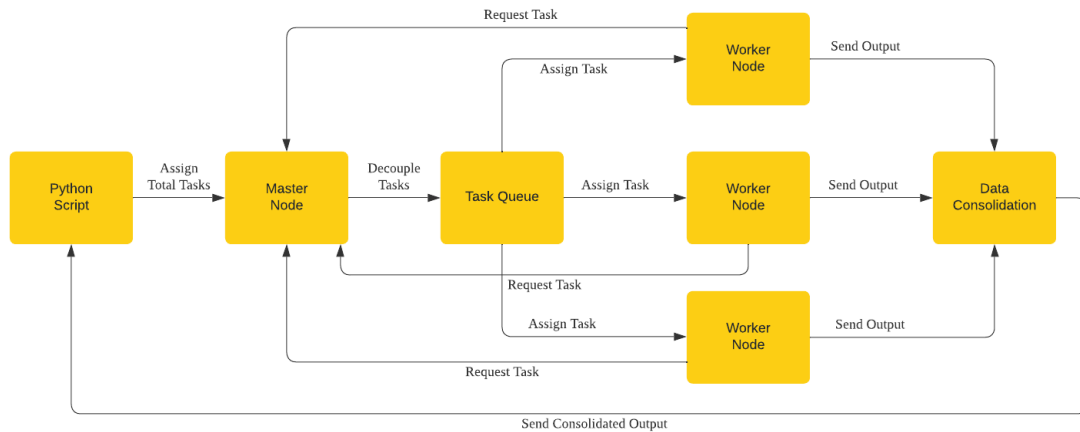 Request Task
Worker
Node
Send Output
Assign Task
Python
Script
Assign
Total Tasks
Master
Node
Decouple
Tasks
Task Queue
Assign Task
Worker
Node
Send Output
Data
Consolidation
Request Task
Assign Task
Worker
Node
Send Output
Request Task
Send Consolidated Output